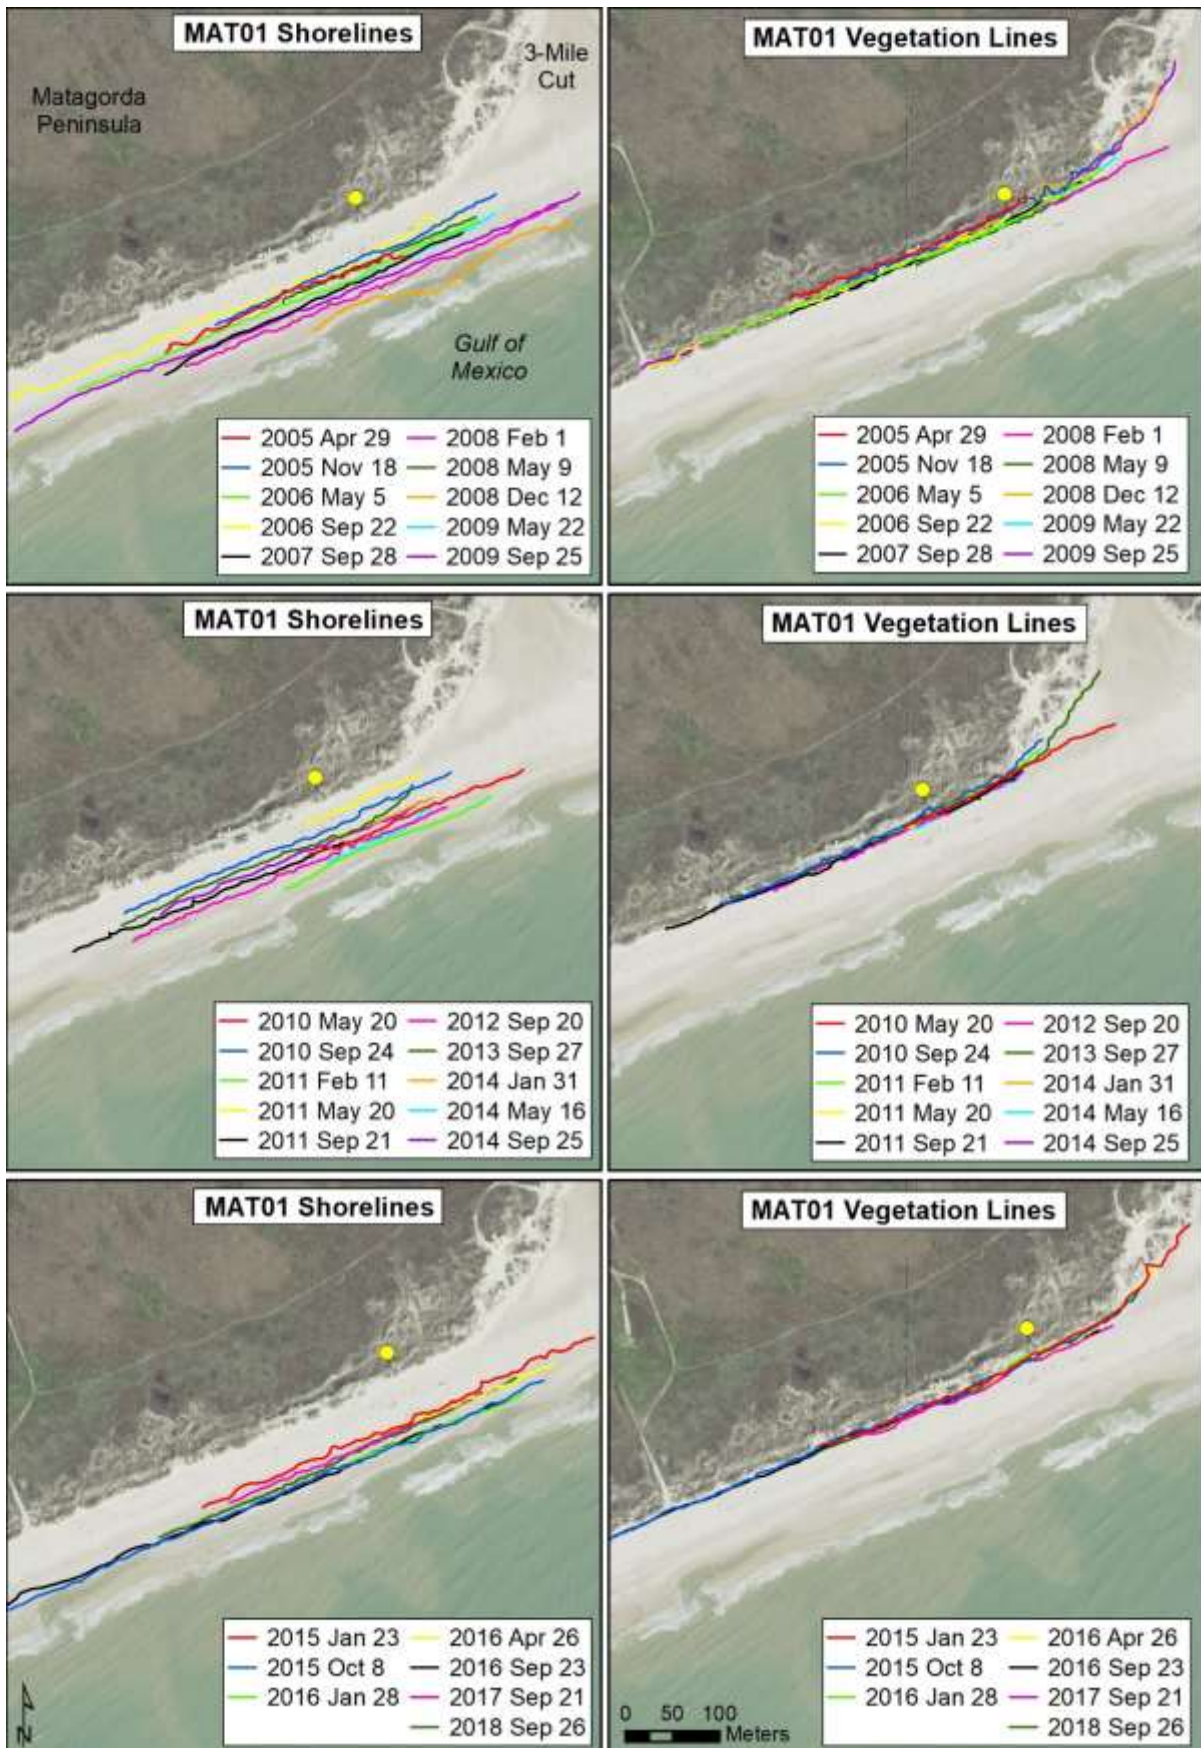 MAT01 Shorelines
3-Mile
Cut
Matagorda
Peninsula
Gulf of
Mexico
2005 Apr 29
2005 Nov 18
2006 May 5
2006 Sep 22
2007 Sep 28
2008 Feb 1
2008 May 9
2008 Dec 12
2009 May 22
2009 Sep 25
MAT01 Vegetation Lines
2005 Apr 29
2005 Nov 18
2006 May 5
2006 Sep 22
2007 Sep 28
2008 Feb 1
2008 May 9
2008 Dec 12
2009 May 22
2009 Sep 25
MAT01 Shorelines
2010 May 20
2010 Sep 24
2011 Feb 11
2011 May 20
2011 Sep 21
2012 Sep 20
2013 Sep 27
2014 Jan 31
2014 May 16
2014 Sep 25
MAT01 Vegetation Lines
2010 May 20
2010 Sep 24
2011 Feb 11
2011 May 20
2011 Sep 21
2012 Sep 20
2013 Sep 27
2014 Jan 31
2014 May 16
2014 Sep 25
MAT01 Shorelines
2015 Jan 23
2015 Oct 8
2016 Jan 28
2016 Apr 26
2016 Sep 23
2017 Sep 21
2018 Sep 26
N
MAT01 Vegetation Lines
2015 Jan 23
2015 Oct 8
2016 Jan 28
2016 Apr 26
2016 Sep 23
2017 Sep 21
2018 Sep 26
0 50 100
Meters